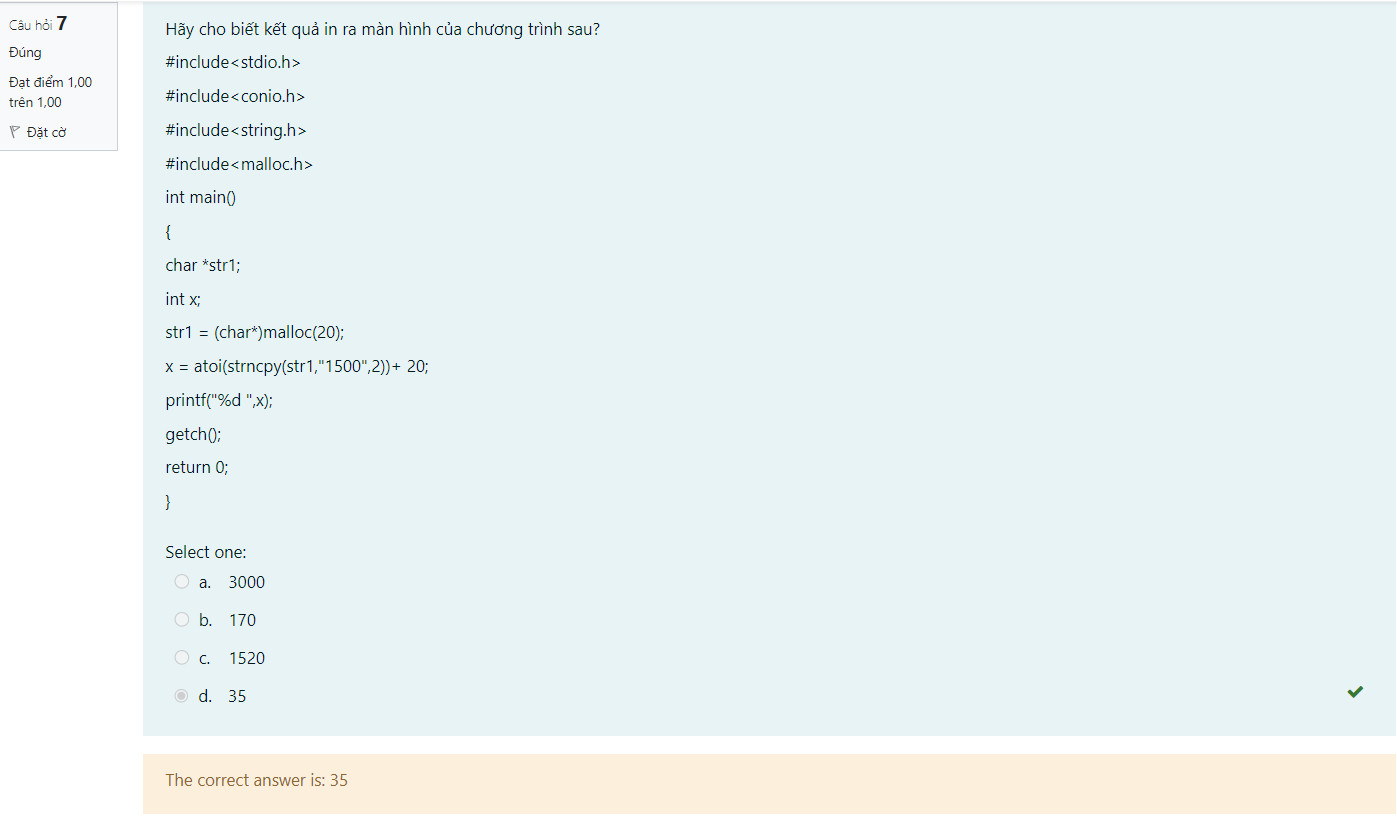 Câu hỏi 7
Đúng
Đạt điểm 1,00
trên 1,00
Đặt cờ
Hãy cho biết kết quả in ra màn hình của chương trình sau?
#include<stdio.h>
#include<conio.h>
#include<string.h>
#include<malloc.h>
int main()
{
char *str1;
int x;
str1 = (char*)malloc(20);
x = atoi(strncpy(str1,"1500",2))+ 20;
printf("%d ",x);
getch();
return 0;
}
Select one:
a. 3000
b. 170
c. 1520
d. 35
The correct answer is: 35